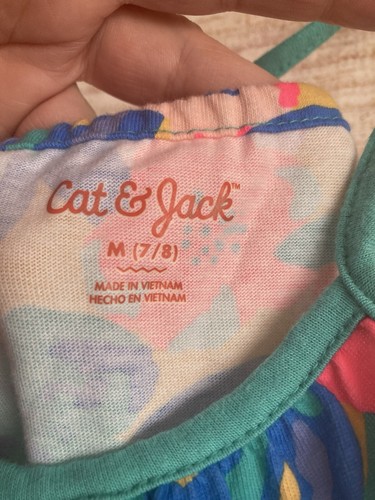 Cat & Jack™
M (7/8)
MADE IN VIETNAM
HECHO EN VIETNAM